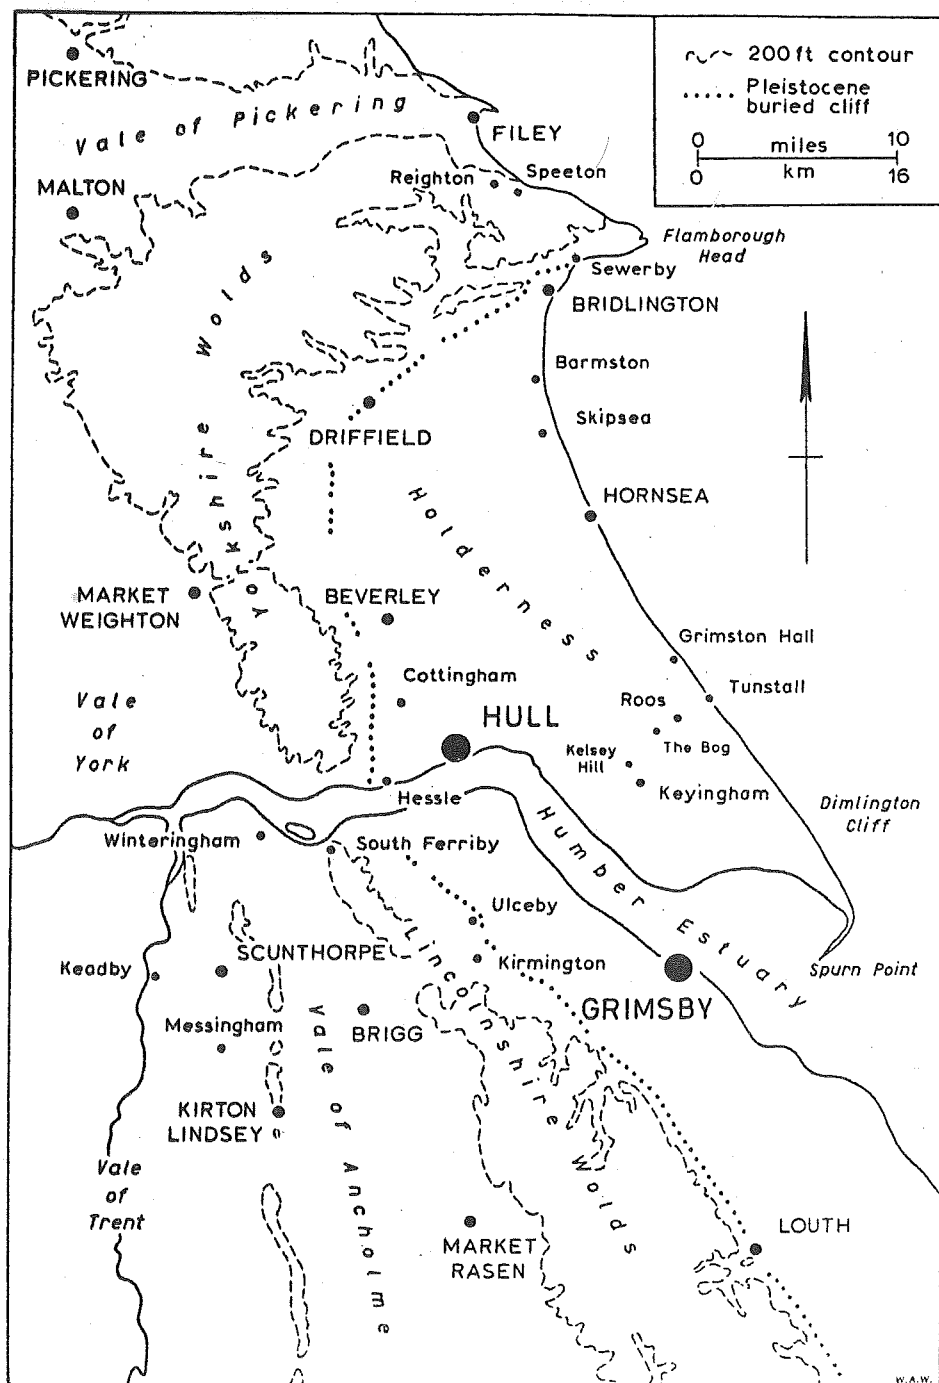 PICKERING
Vale of Pickering
FILEY
MALTON
Reighton
Speeton
200ft contour
Pleistocene
buried cliff
0 10
miles
km
0 16
Flamborough
Head
Sewerby
BRIDLINGTON
Yorkshire Wolds
Barmston
DRIFFIELD
Skipsea
HORNSEA
Holderness
MARKET
WEIGHTON
BEVERLEY
Grimston Hall
Cottingham
Tunstall
Vale
of
York
HULL
Roos
The Bog
Kelsey
Hill
Keyingham
Hessle
Dimlington
Cliff
Winteringham
South Ferriby
Humber Estuary
Ulceby
SCUNTHORPE
Keadby
Kirmington
Spurn Point
GRIMSBY
Messingham
BRIGG
Lincolnshire Wolds
Vale of Ancholme
KIRTON
LINDSEY
Vale
of
Trent
MARKET
RASEN
LOUTH
W.A.W.